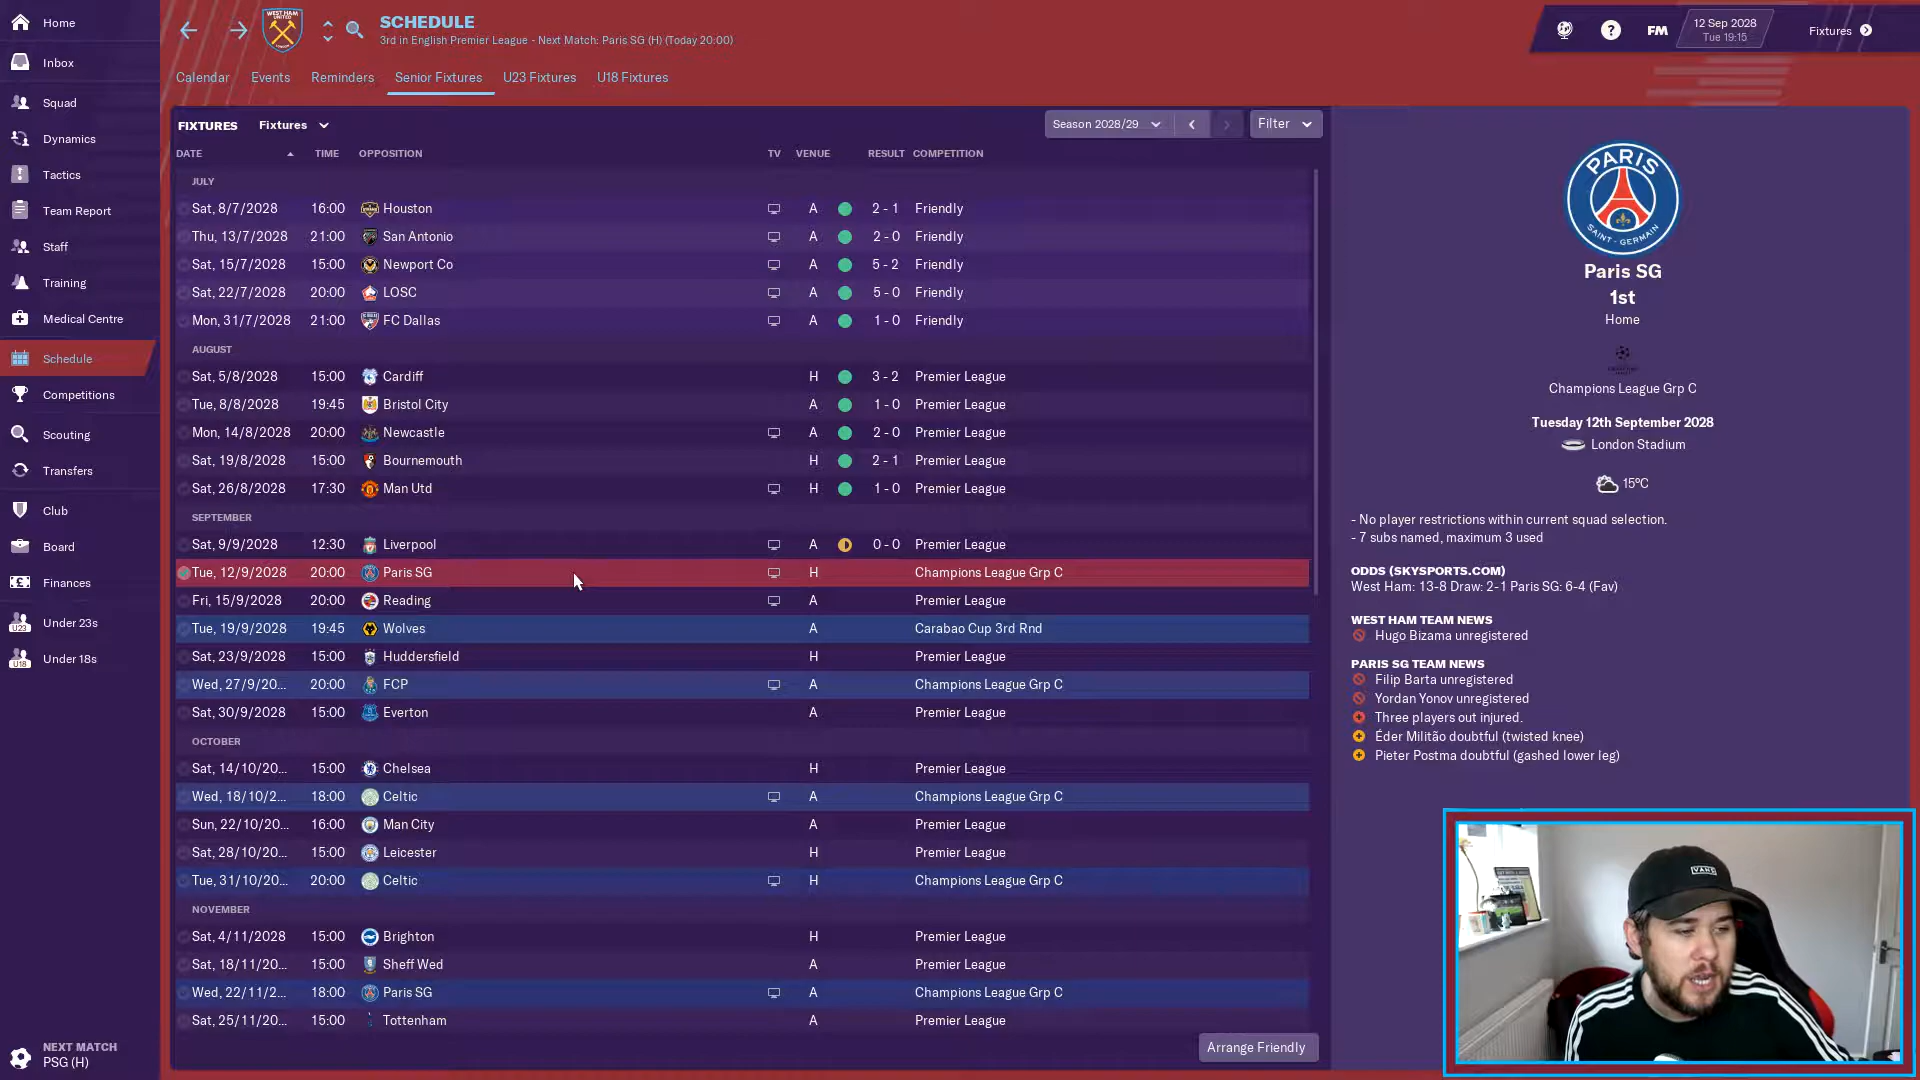 Home
Inbox
Squad
Dynamics
Tactics
Team Report
Staff
Training
Medical Centre
Schedule
Competitions
Scouting
Transfers
Club
Board
Finances
U23
Under 23s
U18
Under 18s
NEXT MATCH
PSG (H)
WEST HAM
UNITED
SCHEDULE
3rd in English Premier League - Next Match: Paris SG (H) (Today 20:00)
FM
12 Sep 2028
Tue 19:15
Fixtures
Calendar Events Reminders Senior Fixtures U23 Fixtures U18 Fixtures
FIXTURES Fixtures Season 2028/29 Filter
DATE TIME OPPOSITION TV VENUE RESULT COMPETITION
JULY
Sat, 8/7/2028 16:00 Houston A 2 - 1 Friendly
Thu, 13/7/2028 21:00 San Antonio A 2 - 0 Friendly
Sat, 15/7/2028 15:00 Newport Co A 5 - 2 Friendly
Sat, 22/7/2028 20:00 LOSC A 5 - 0 Friendly
Mon, 31/7/2028 21:00 FC Dallas A 1 - 0 Friendly
AUGUST
Sat, 5/8/2028 15:00 Cardiff H 3 - 2 Premier League
Tue, 8/8/2028 19:45 Bristol City A 1 - 0 Premier League
Mon, 14/8/2028 20:00 Newcastle A 2 - 0 Premier League
Sat, 19/8/2028 15:00 Bournemouth H 2 - 1 Premier League
Sat, 26/8/2028 17:30 Man Utd H 1 - 0 Premier League
SEPTEMBER
Sat, 9/9/2028 12:30 Liverpool A 0 - 0 Premier League
Tue, 12/9/2028 20:00 Paris SG H Champions League Grp C
Fri, 15/9/2028 20:00 Reading A Premier League
Tue, 19/9/2028 19:45 Wolves A Carabao Cup 3rd Rnd
Sat, 23/9/2028 15:00 Huddersfield H Premier League
Wed, 27/9/20... 20:00 FCP A Champions League Grp C
Sat, 30/9/2028 15:00 Everton A Premier League
OCTOBER
Sat, 14/10/20... 15:00 Chelsea H Premier League
Wed, 18/10/2... 18:00 Celtic A Champions League Grp C
Sun, 22/10/20... 16:00 Man City A Premier League
Sat, 28/10/20... 15:00 Leicester H Premier League
Tue, 31/10/20... 20:00 Celtic H Champions League Grp C
NOVEMBER
Sat, 4/11/2028 15:00 Brighton H Premier League
Sat, 18/11/20... 15:00 Sheff Wed A Premier League
Wed, 22/11/2... 18:00 Paris SG A Champions League Grp C
Sat, 25/11/20... 15:00 Tottenham A Premier League
Arrange Friendly
PARIS
SAINT-GERMAIN
Paris SG
1st
Home
Champions League Grp C
Tuesday 12th September 2028
London Stadium
15ºC
- No player restrictions within current squad selection.
- 7 subs named, maximum 3 used
ODDS (SKYSPORTS.COM)
West Ham: 13-8 Draw: 2-1 Paris SG: 6-4 (Fav)
WEST HAM TEAM NEWS
Hugo Bizama unregistered
PARIS SG TEAM NEWS
Filip Barta unregistered
Yordan Yonov unregistered
Three players out injured.
Éder Militão doubtful (twisted knee)
Pieter Postma doubtful (gashed lower leg)
VANS